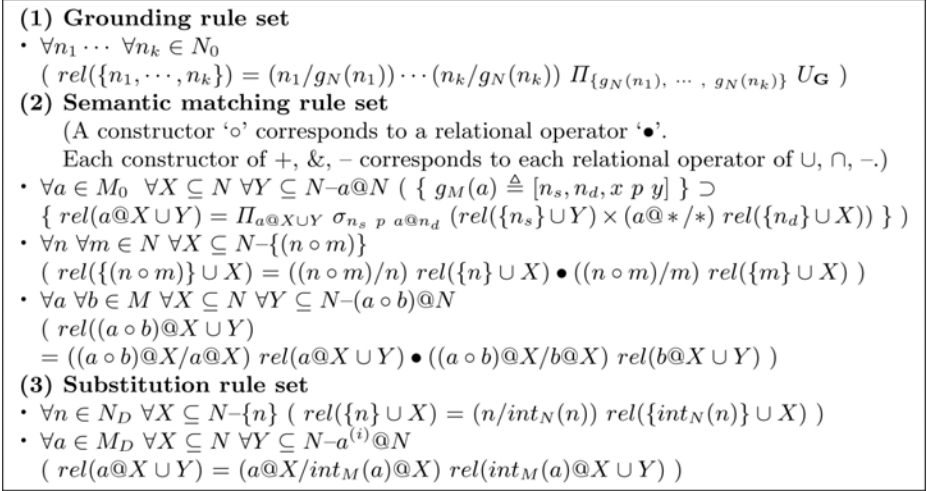 (1) Grounding rule set
· ∀n₁ ⋯ ∀nₖ ∈ N₀
( rel({n₁, ⋯, nₖ}) = (n₁/g_N(n₁)) ⋯ (nₖ/g_N(nₖ)) Π_{{g_N(n₁), ⋯ , g_N(nₖ)}} U_G )
(2) Semantic matching rule set
(A constructor ‘∘’ corresponds to a relational operator ‘•’.
Each constructor of +, &, – corresponds to each relational operator of ∪, ∩, –.)
· ∀a ∈ M₀ ∀X ⊆ N ∀Y ⊆ N–a@N ( { g_M(a) ≜ [n_s, n_d, x p y] } ⊃
{ rel(a@X ∪ Y) = Π_{a@X∪Y} σ_{n_s p a@n_d} (rel({n_s} ∪ Y) × (a@ ∗ /∗) rel({n_d} ∪ X)) } )
· ∀n ∀m ∈ N ∀X ⊆ N–{(n ∘ m)}
( rel({(n ∘ m)} ∪ X) = ((n ∘ m)/n) rel({n} ∪ X) • ((n ∘ m)/m) rel({m} ∪ X) )
· ∀a ∀b ∈ M ∀X ⊆ N ∀Y ⊆ N–(a ∘ b)@N
( rel((a ∘ b)@X ∪ Y)
= ((a ∘ b)@X/a@X) rel(a@X ∪ Y) • ((a ∘ b)@X/b@X) rel(b@X ∪ Y) )
(3) Substitution rule set
· ∀n ∈ N_D ∀X ⊆ N–{n} ( rel({n} ∪ X) = (n/int_N(n)) rel({int_N(n)} ∪ X) )
· ∀a ∈ M_D ∀X ⊆ N ∀Y ⊆ N–a⁽ⁱ⁾@N
( rel(a@X ∪ Y) = (a@X/int_M(a)@X) rel(int_M(a)@X ∪ Y) )